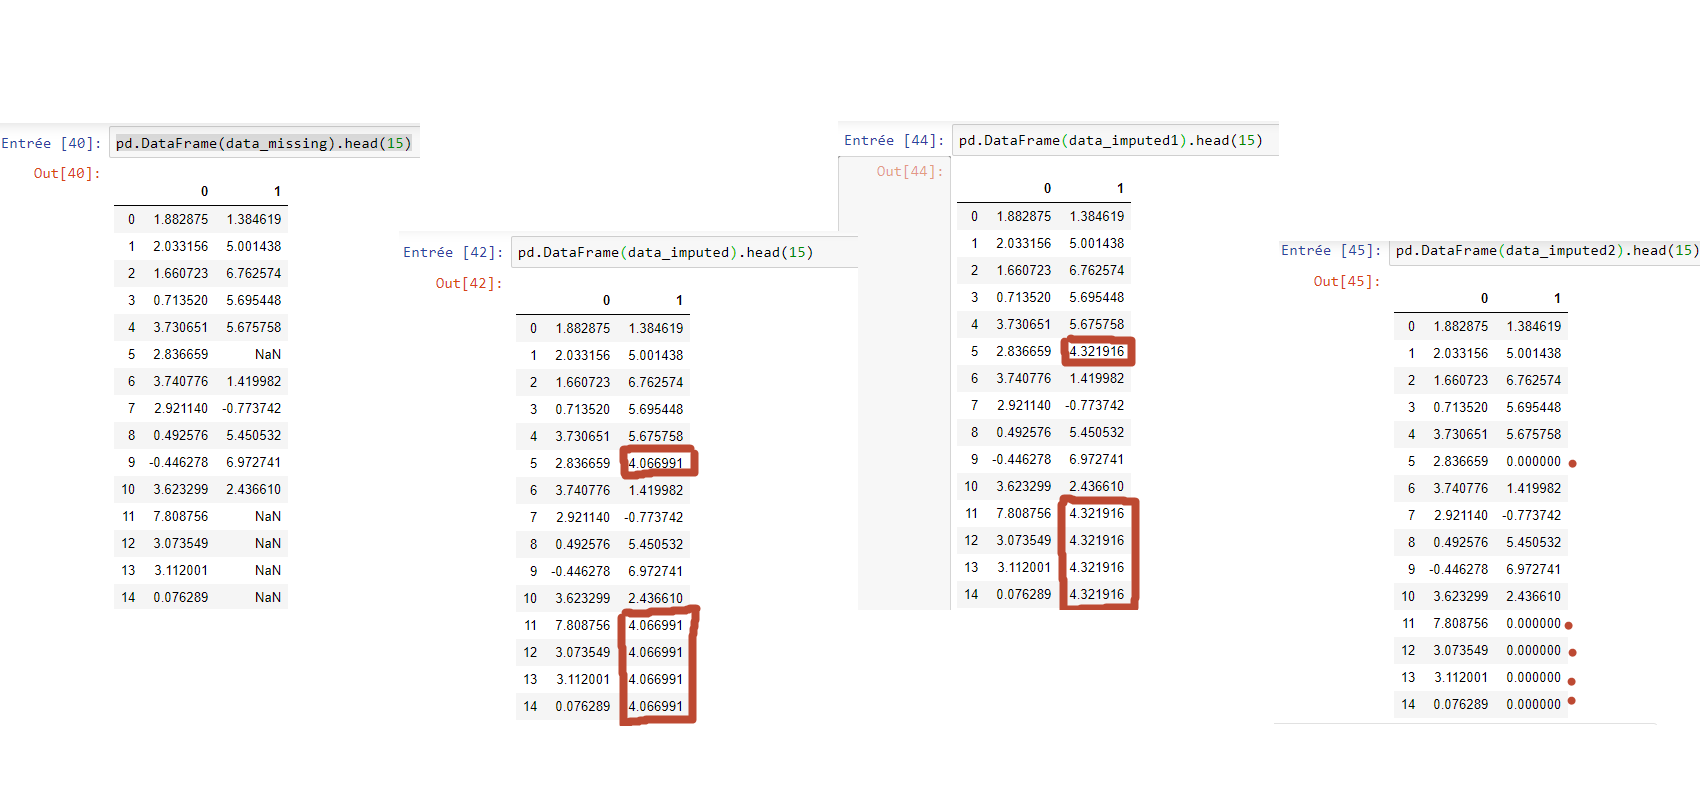 Entrée [40]: pd.DataFrame(data_missing).head(15)
Out[40]:
0 1
0 1.882875 1.384619
1 2.033156 5.001438
2 1.660723 6.762574
3 0.713520 5.695448
4 3.730651 5.675758
5 2.836659 NaN
6 3.740776 1.419982
7 2.921140 -0.773742
8 0.492576 5.450532
9 -0.446278 6.972741
10 3.623299 2.436610
11 7.808756 NaN
12 3.073549 NaN
13 3.112001 NaN
14 0.076289 NaN
Entrée [42]: pd.DataFrame(data_imputed).head(15)
Out[42]:
0 1
0 1.882875 1.384619
1 2.033156 5.001438
2 1.660723 6.762574
3 0.713520 5.695448
4 3.730651 5.675758
5 2.836659 4.066991
6 3.740776 1.419982
7 2.921140 -0.773742
8 0.492576 5.450532
9 -0.446278 6.972741
10 3.623299 2.436610
11 7.808756 4.066991
12 3.073549 4.066991
13 3.112001 4.066991
14 0.076289 4.066991
Entrée [44]: pd.DataFrame(data_imputed1).head(15)
Out[44]:
0 1
0 1.882875 1.384619
1 2.033156 5.001438
2 1.660723 6.762574
3 0.713520 5.695448
4 3.730651 5.675758
5 2.836659 4.321916
6 3.740776 1.419982
7 2.921140 -0.773742
8 0.492576 5.450532
9 -0.446278 6.972741
10 3.623299 2.436610
11 7.808756 4.321916
12 3.073549 4.321916
13 3.112001 4.321916
14 0.076289 4.321916
Entrée [45]: pd.DataFrame(data_imputed2).head(15)
Out[45]:
0 1
0 1.882875 1.384619
1 2.033156 5.001438
2 1.660723 6.762574
3 0.713520 5.695448
4 3.730651 5.675758
5 2.836659 0.000000
6 3.740776 1.419982
7 2.921140 -0.773742
8 0.492576 5.450532
9 -0.446278 6.972741
10 3.623299 2.436610
11 7.808756 0.000000
12 3.073549 0.000000
13 3.112001 0.000000
14 0.076289 0.000000